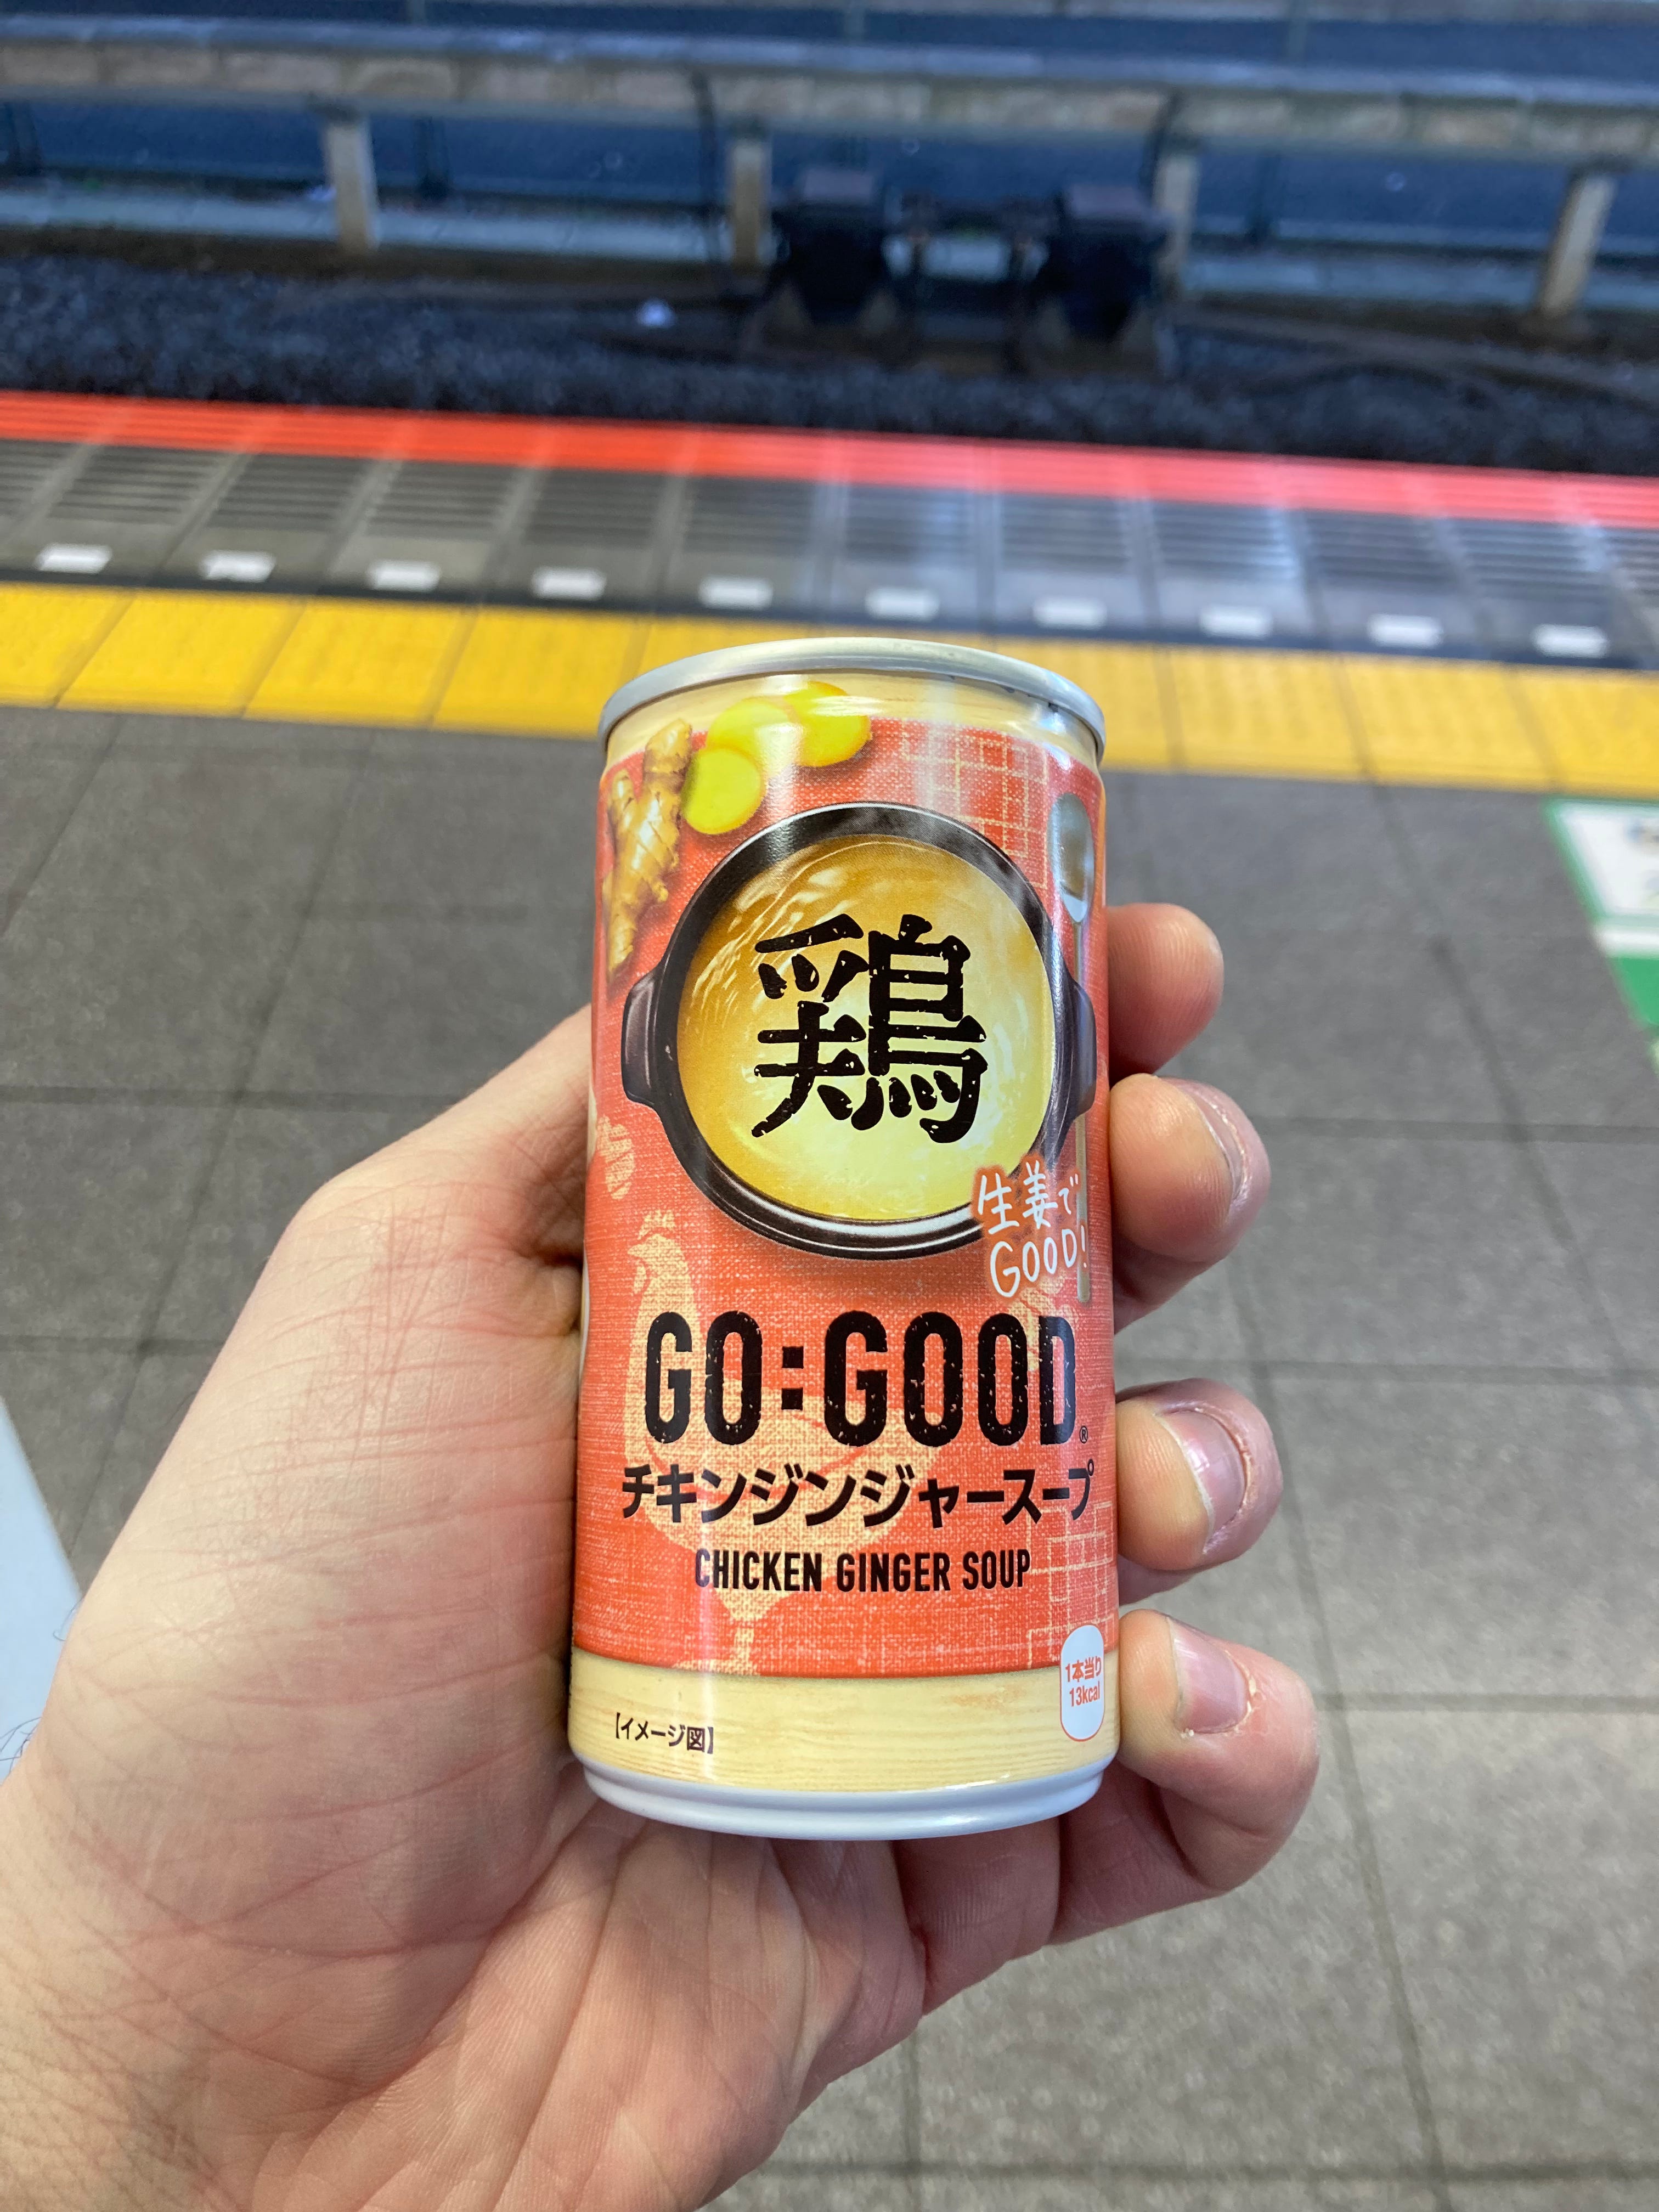 鶏
生姜で
GOOD!
GO:GOOD®
チキンジンジャースープ
CHICKEN GINGER SOUP
1本当り
13kcal
【イメージ図】